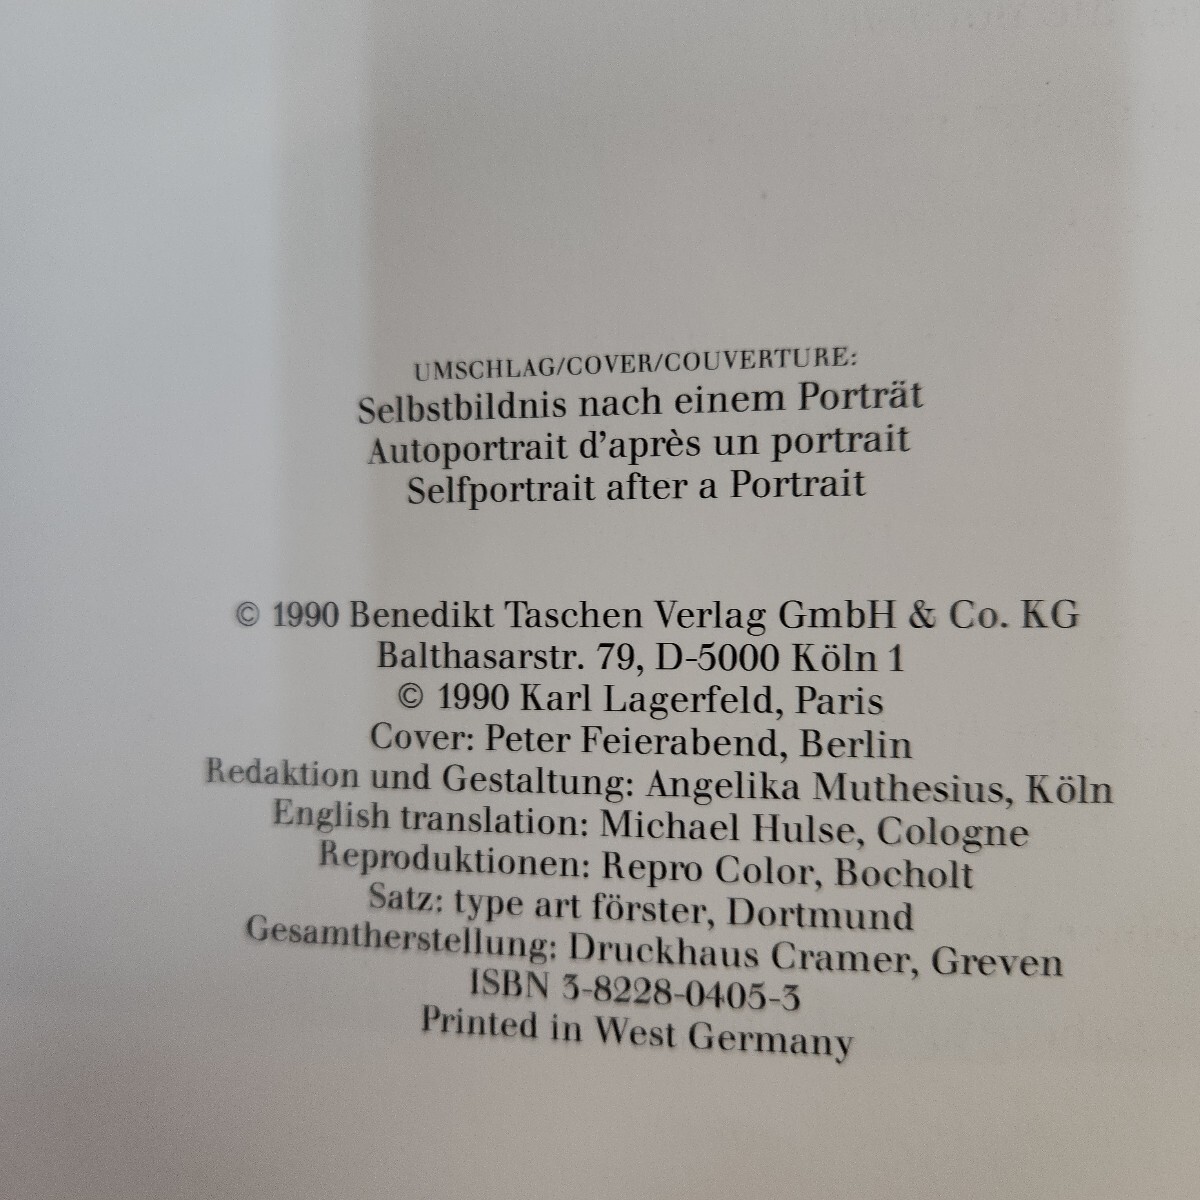 UMSCHLAG/COVER/COUVERTURE:
Selbstbildnis nach einem Porträt
Autoportrait d'après un portrait
Selfportrait after a Portrait
© 1990 Benedikt Taschen Verlag GmbH & Co. KG
Balthasarstr. 79, D-5000 Köln 1
© 1990 Karl Lagerfeld, Paris
Cover: Peter Feierabend, Berlin
Redaktion und Gestaltung: Angelika Muthesius, Köln
English translation: Michael Hulse, Cologne
Reproduktionen: Repro Color, Bocholt
Satz: type art förster, Dortmund
Gesamtherstellung: Druckhaus Cramer, Greven
ISBN 3-8228-0405-3
Printed in West Germany